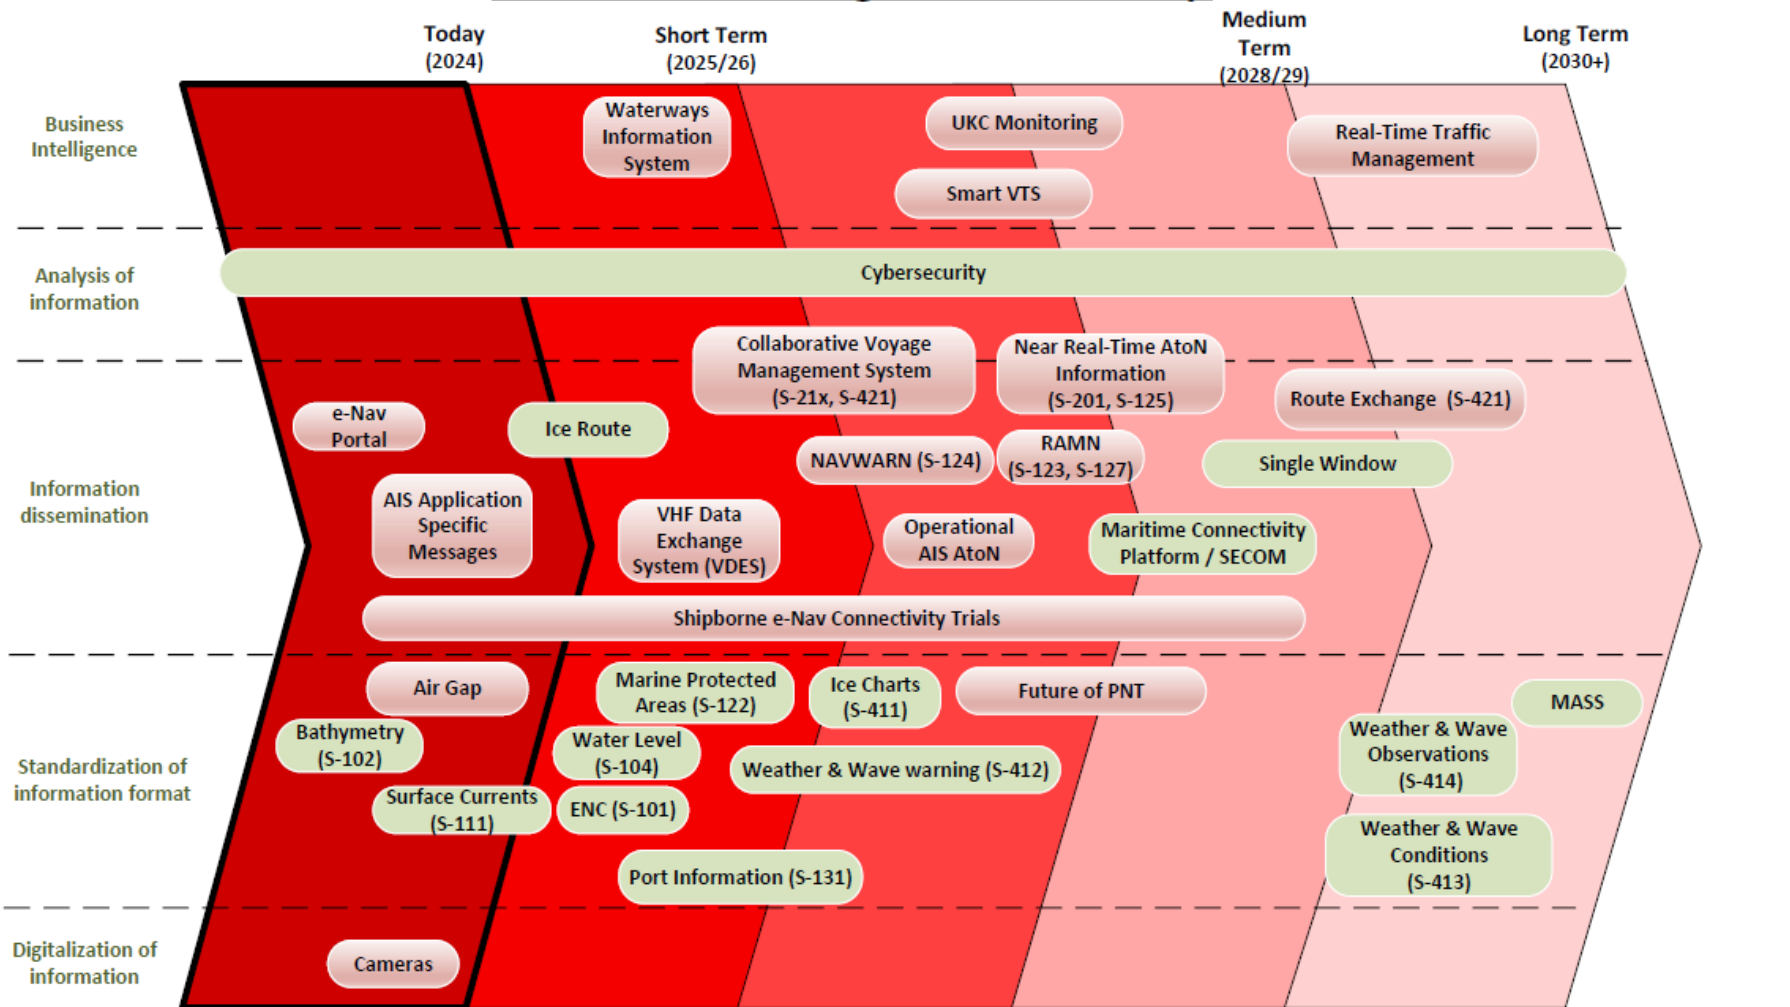 Today
(2024)
Short Term
(2025/26)
Medium
Term
(2028/29)
Long Term
(2030+)
Business
Intelligence
Waterways
Information
System
UKC Monitoring
Smart VTS
Real-Time Traffic
Management
Analysis of
information
Cybersecurity
Collaborative Voyage
Management System
(S-21x, S-421)
Near Real-Time AtoN
Information
(S-201, S-125)
Information
dissemination
e-Nav
Portal
Ice Route
Route Exchange (S-421)
NAVWARN (S-124)
RAMN
(S-123, S-127)
Single Window
AIS Application
Specific
Messages
VHF Data
Exchange
System (VDES)
Operational
AIS AtoN
Maritime Connectivity
Platform / SECOM
Shipborne e-Nav Connectivity Trials
Standardization of
information format
Air Gap
Marine Protected
Areas (S-122)
Ice Charts
(S-411)
Future of PNT
MASS
Bathymetry
(S-102)
Water Level
(S-104)
Weather & Wave warning (S-412)
Weather & Wave
Observations
(S-414)
Surface Currents
(S-111)
ENC (S-101)
Port Information (S-131)
Weather & Wave
Conditions
(S-413)
Digitalization of
information
Cameras